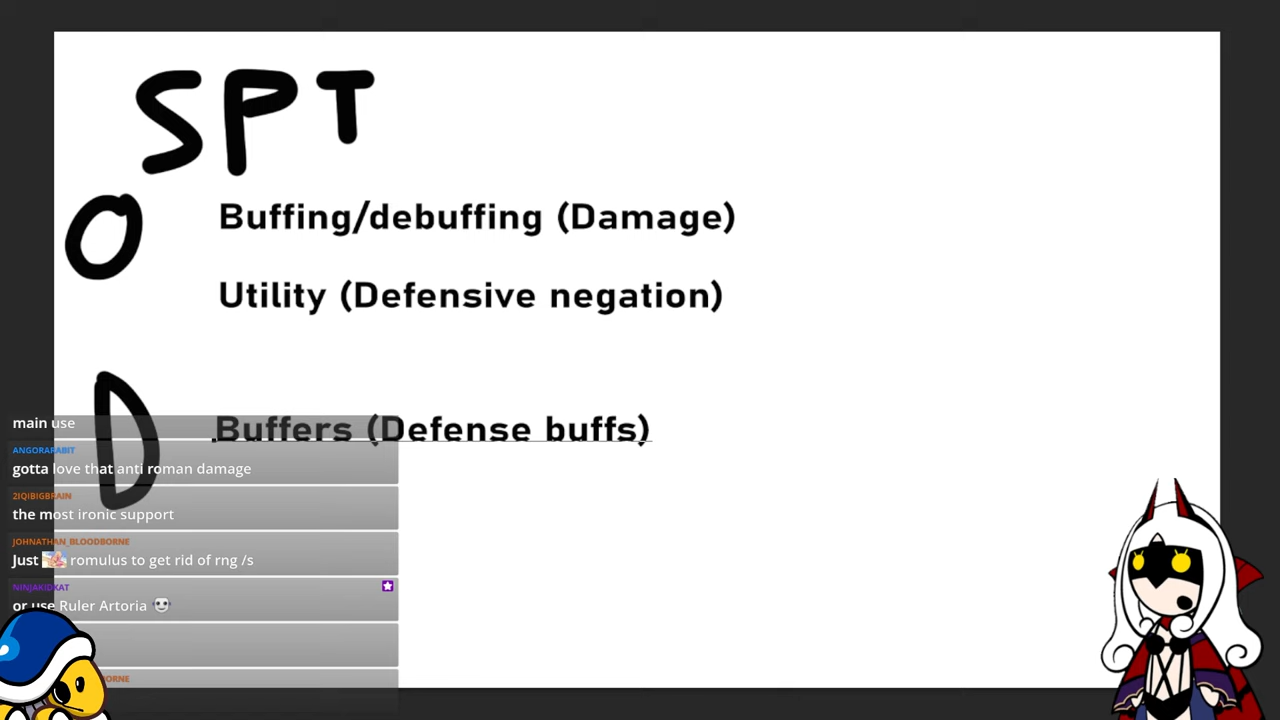 SPT
O
Buffing/debuffing (Damage)
Utility (Defensive negation)
D
Buffers (Defense buffs)
main use
ANGORARABIT
gotta love that anti roman damage
2IQIBIGBRAIN
the most ironic support
JOHNATHAN_BLOODBORNE
Just romulus to get rid of rng /s
NINJAKIDKAT
or use Ruler Artoria